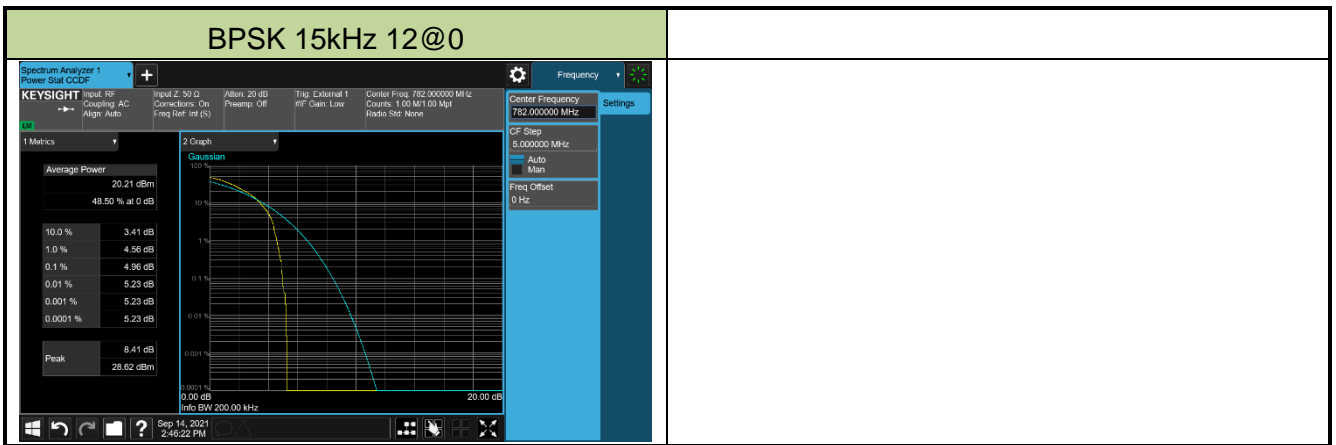 BPSK 15kHz 12@0
Spectrum Analyzer 1
Power Stat CCDF
+
Frequency
KEYSIGHT
Input: RF
Coupling: AC
Align: Auto
Input Z: 50 Ω
Corrections: On
Freq Ref: Int (S)
Atten: 20 dB
Preamp: Off
Trig: External 1
#IF Gain: Low
Center Freq: 782.000000 MHz
Counts: 1.00 M/1.00 Mpt
Radio Std: None
LXI
Center Frequency
782.000000 MHz
Settings
CF Step
5.000000 MHz
Auto
Man
Freq Offset
0 Hz
1 Metrics
Average Power
20.21 dBm
48.50 % at 0 dB
10.0 % 3.41 dB
1.0 % 4.56 dB
0.1 % 4.96 dB
0.01 % 5.23 dB
0.001 % 5.23 dB
0.0001 % 5.23 dB
Peak
8.41 dB
28.62 dBm
2 Graph
Gaussian
100 %
10 %
1 %
0.1 %
0.01 %
0.001 %
0.0001 %
0.00 dB 20.00 dB
Info BW 200.00 kHz
?
Sep 14, 2021
2:46:22 PM